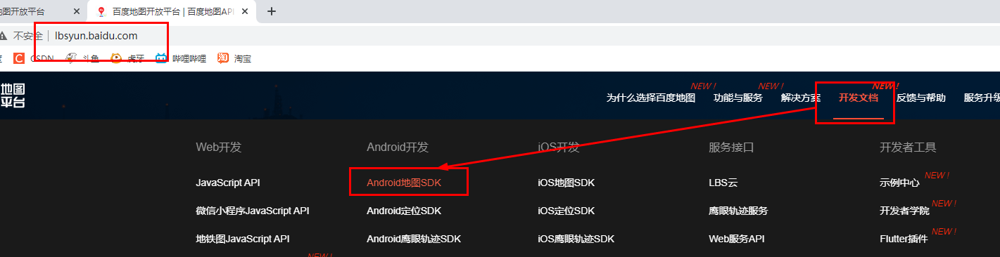 地图开放平台
百度地图开放平台 | 百度地图API
不安全 | lbsyun.baidu.com
CSDN 斗鱼 虎牙 哔哩哔哩 淘宝
地图
平台
NEW ! NEW ! NEW !
为什么选择百度地图 功能与服务 解决方案 开发文档 反馈与帮助 服务升级
Web开发 Android开发 iOS开发 服务接口 开发者工具
JavaScript API Android地图SDK iOS地图SDK LBS云 示例中心 NEW !
微信小程序JavaScript API Android定位SDK iOS定位SDK 鹰眼轨迹服务 开发者学院 NEW !
地铁图JavaScript API Android鹰眼轨迹SDK iOS鹰眼轨迹SDK Web服务API Flutter插件 NEW !
NEW !